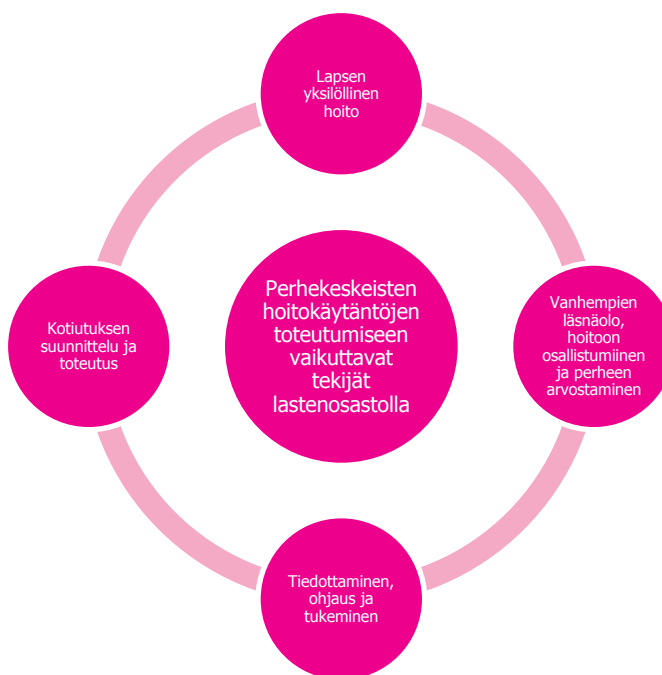 Lapsen
yksilöllinen
hoito
Perhekeskeisten
hoitokäytäntöjen
toteutumiseen
vaikuttavat
tekijät
lastenosastolla
Vanhempien
läsnäolo,
hoitoon
osallistumiinen
ja perheen
arvostaminen
Tiedottaminen,
ohjaus ja
tukeminen
Kotiutuksen
suunnittelu ja
toteutus